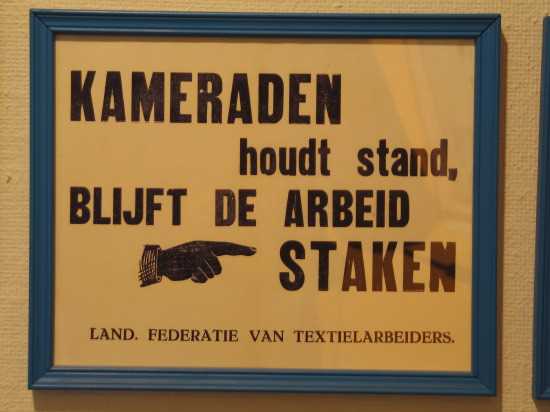 KAMERADEN
houdt stand,
BLIJFT DE ARBEID
STAKEN
LAND. FEDERATIE VAN TEXTIELARBEIDERS.